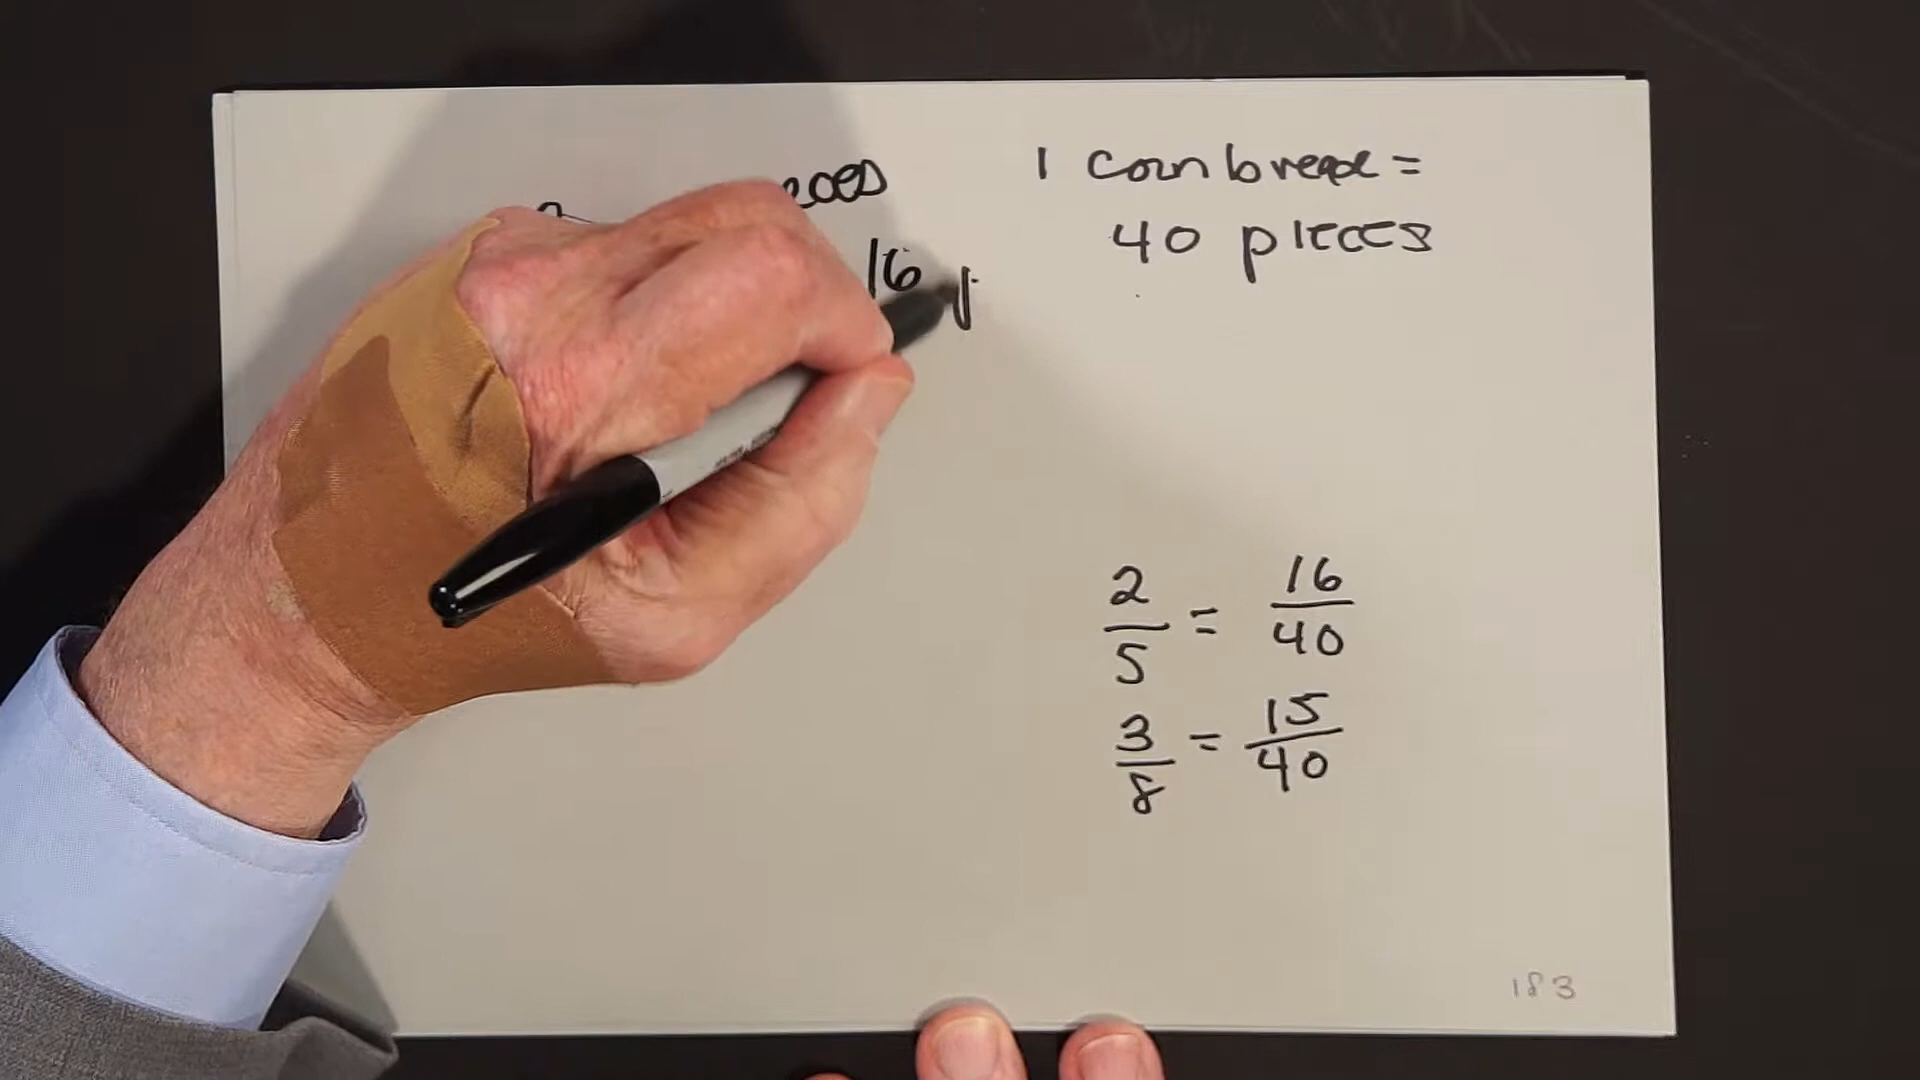 1 cornbread =
40 pieces
16 p
2/5 = 16/40
3/8 = 15/40
183